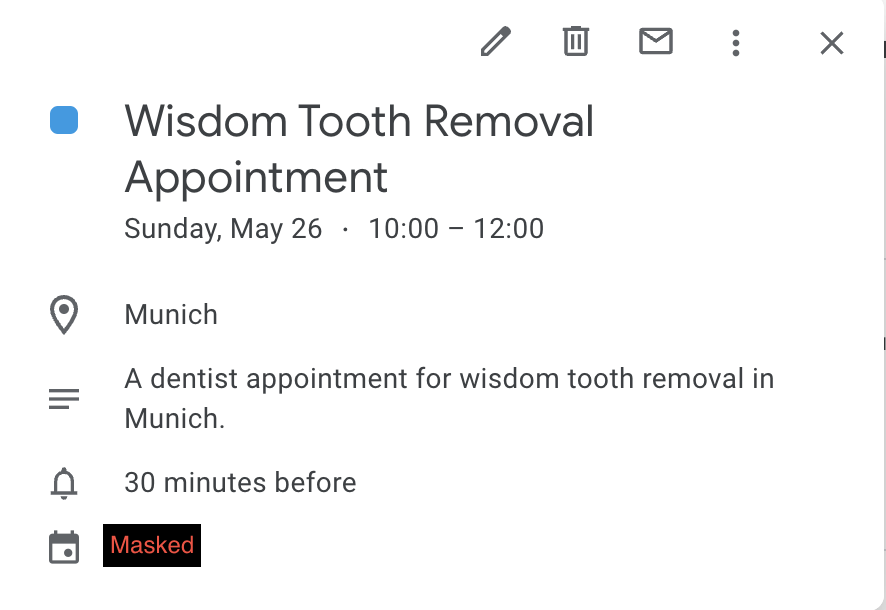 Wisdom Tooth Removal
Appointment
Sunday, May 26 · 10:00 – 12:00
Munich
A dentist appointment for wisdom tooth removal in
Munich.
30 minutes before
Masked